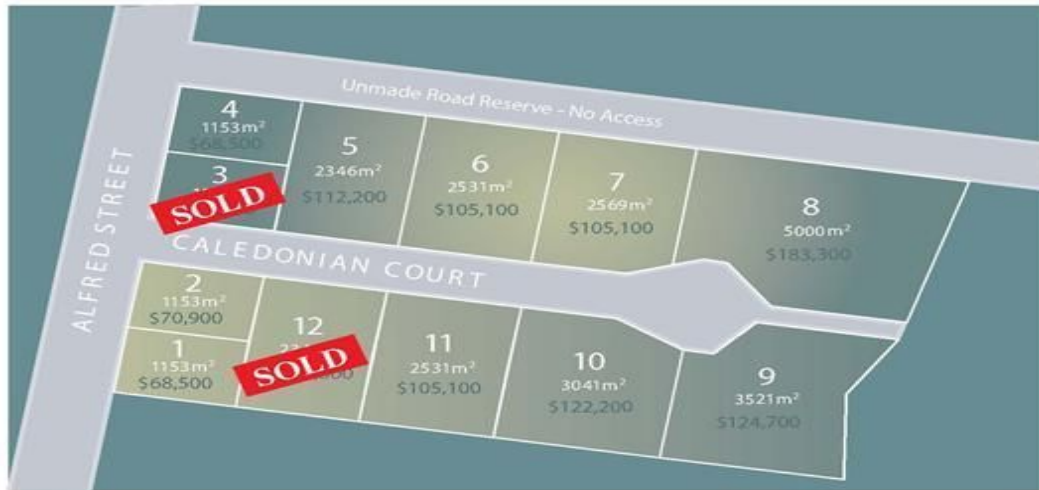 Unmade Road Reserve - No Access
ALFRED STREET
4
1153m²
$68,500
3
SOLD
5
2346m²
$112,200
6
2531m²
$105,100
7
2569m²
$105,100
8
5000m²
$183,300
CALEDONIAN COURT
2
1153m²
$70,900
1
1153m²
$68,500
12
SOLD
11
2531m²
$105,100
10
3041m²
$122,200
9
3521m²
$124,700